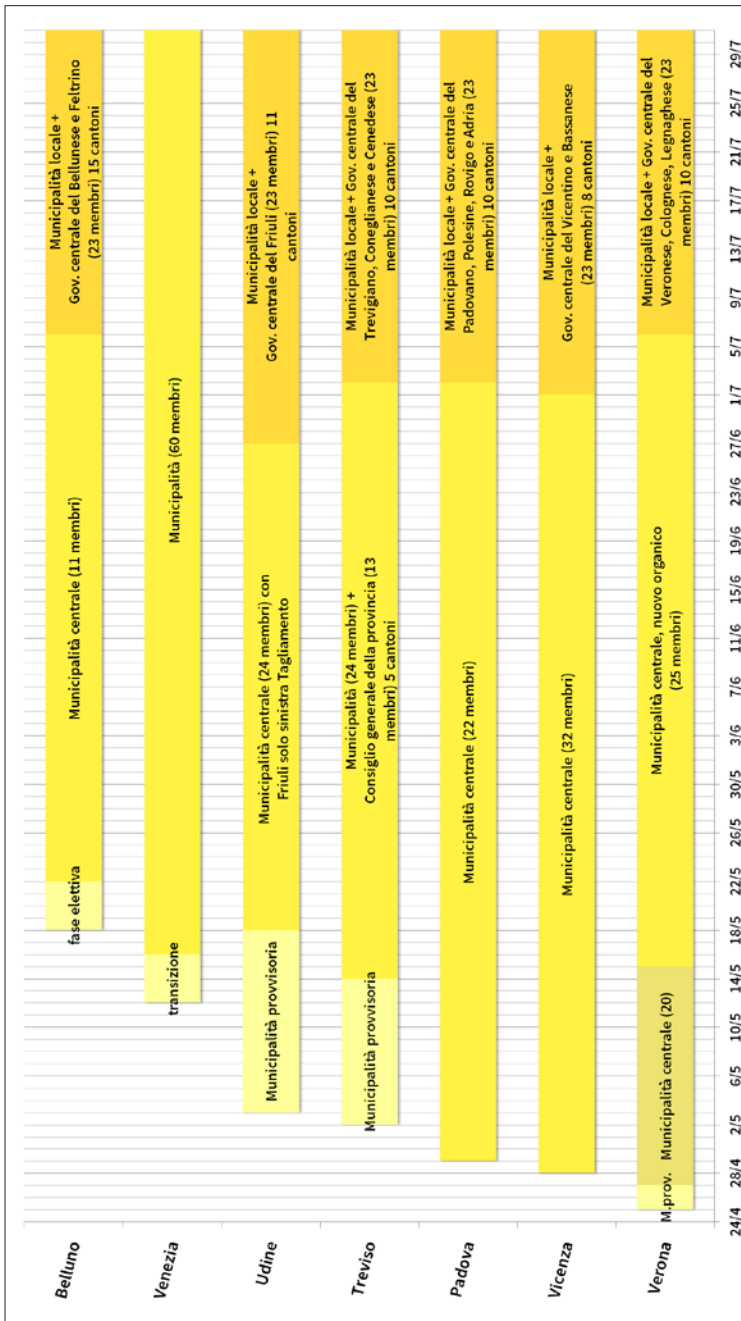 Belluno
fase elettiva
Municipalità centrale (11 membri)
Municipalità locale +
Gov. centrale del Bellunese e Feltrino
(23 membri) 15 cantoni
Venezia
transizione
Municipalità (60 membri)
Udine
Municipalità provvisoria
Municipalità centrale (24 membri) con
Friuli solo sinistra Tagliamento
Municipalità locale +
Gov. centrale del Friuli (23 membri) 11
cantoni
Treviso
Municipalità provvisoria
Municipalità (24 membri) +
Consiglio generale della provincia (13
membri) 5 cantoni
Municipalità locale + Gov. centrale del
Trevigiano, Coneglianese e Cenedese (23
membri) 10 cantoni
Padova
Municipalità centrale (22 membri)
Municipalità locale + Gov. centrale del
Padovano, Polesine, Rovigo e Adria (23
membri) 10 cantoni
Vicenza
Municipalità centrale (32 membri)
Municipalità locale +
Gov. centrale del Vicentino e Bassanese
(23 membri) 8 cantoni
Verona
M.prov.
Municipalità centrale (20)
Municipalità centrale, nuovo organico
(25 membri)
Municipalità locale + Gov. centrale del
Veronese, Colognese, Legnaghese (23
membri) 10 cantoni
24/4 28/4 2/5 6/5 10/5 14/5 18/5 22/5 26/5 30/5 3/6 7/6 11/6 15/6 19/6 23/6 27/6 1/7 5/7 9/7 13/7 17/7 21/7 25/7 29/7